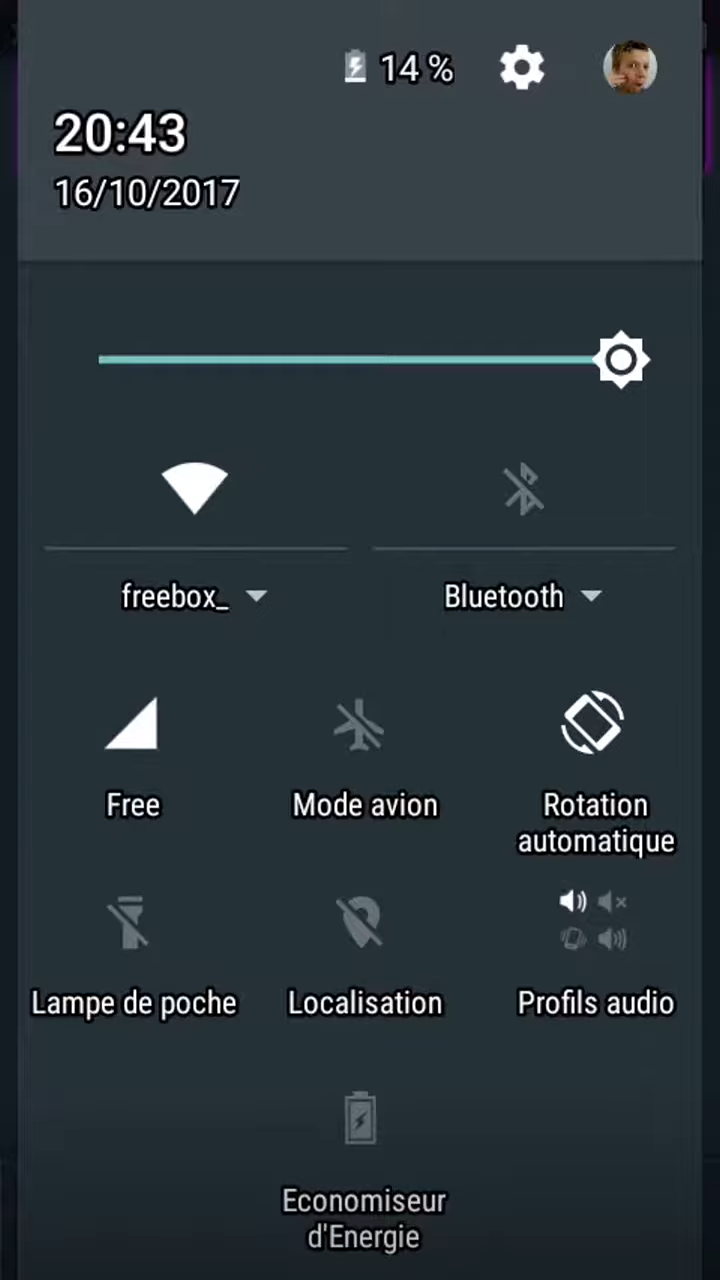 14 %
20:43
16/10/2017
freebox_
Bluetooth
Free
Mode avion
Rotation
automatique
Lampe de poche
Localisation
Profils audio
Economiseur
d'Energie